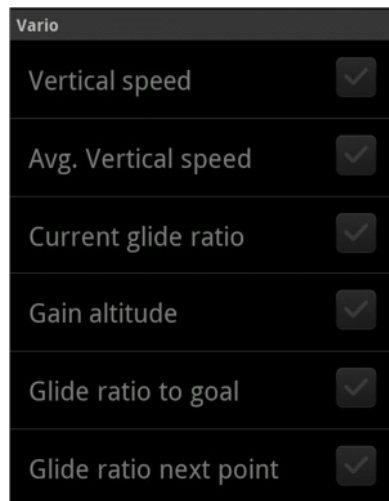 Vario
Vertical speed
Avg. Vertical speed
Current glide ratio
Gain altitude
Glide ratio to goal
Glide ratio next point